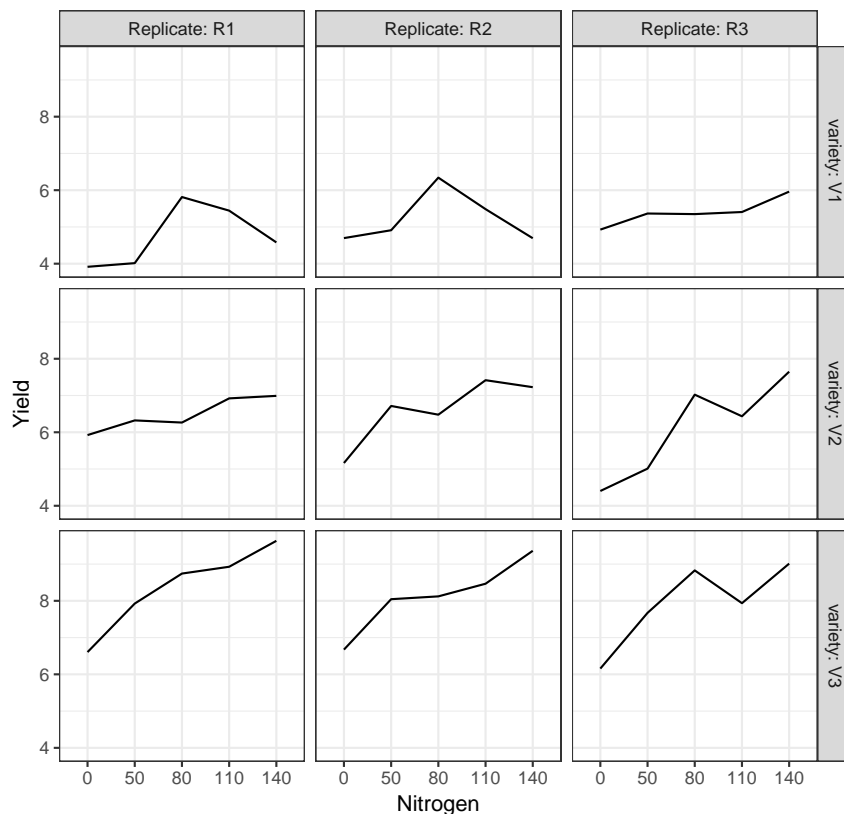 Replicate: R1
Replicate: R2
Replicate: R3
8
6
4
variety: V1
8
6
4
variety: V2
8
6
4
variety: V3
Yield
0 50 80 110 140
0 50 80 110 140
0 50 80 110 140
Nitrogen